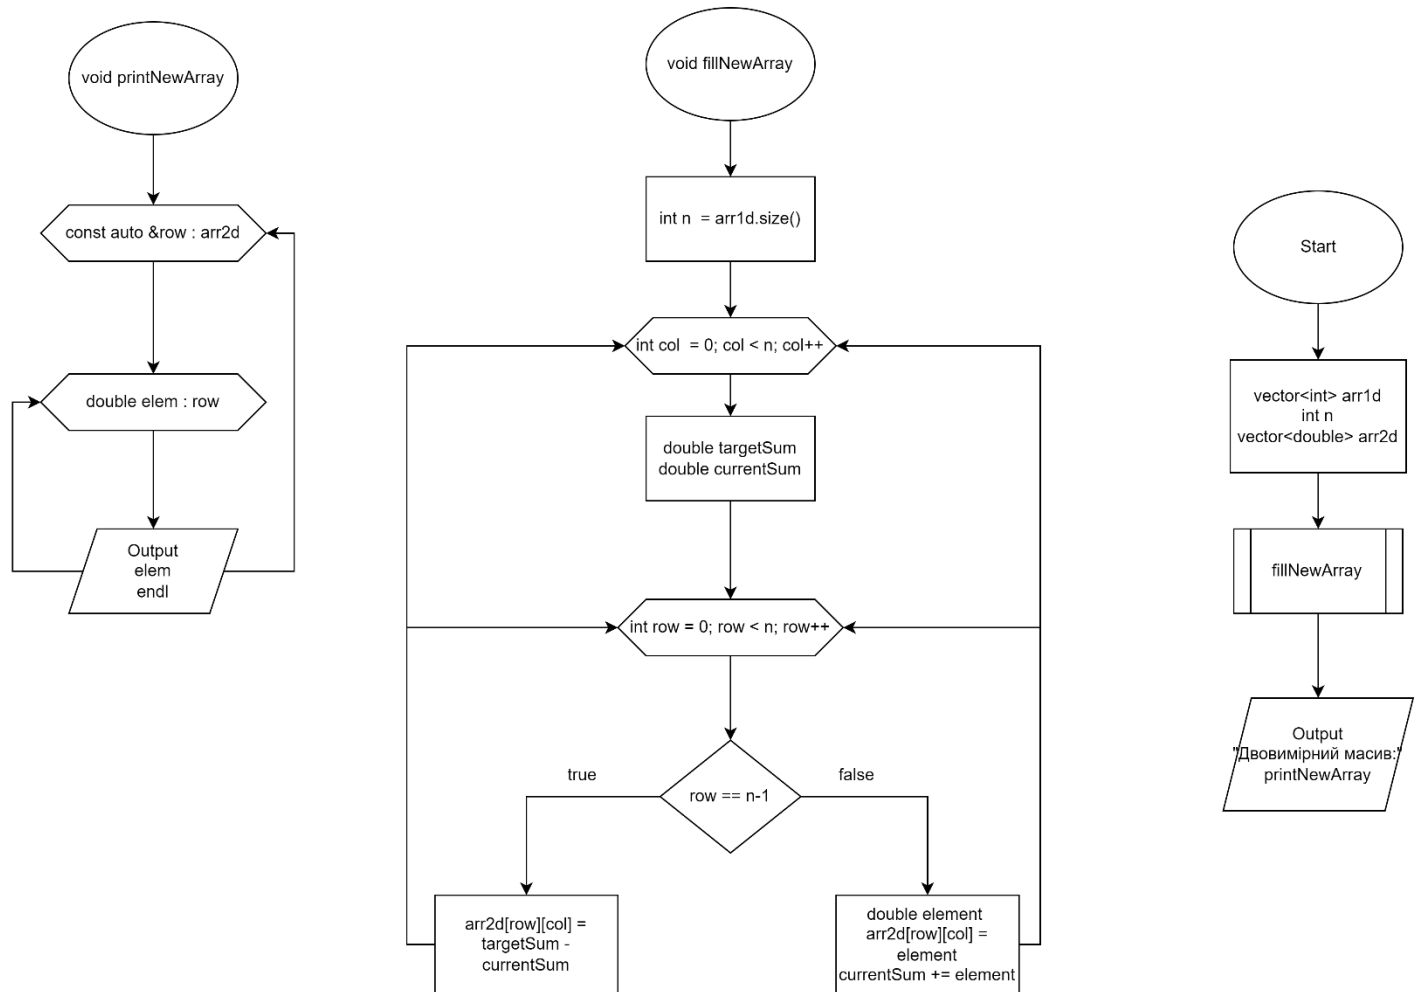 void printNewArray
const auto &row : arr2d
double elem : row
Output
elem
endl
void fillNewArray
int n = arr1d.size()
int col = 0; col < n; col++
double targetSum
double currentSum
int row = 0; row < n; row++
true
false
row == n-1
arr2d[row][col] =
targetSum -
currentSum
double element
arr2d[row][col] =
element
currentSum += element
Start
vector<int> arr1d
int n
vector<double> arr2d
fillNewArray
Output
"Двовимірний масив:"
printNewArray